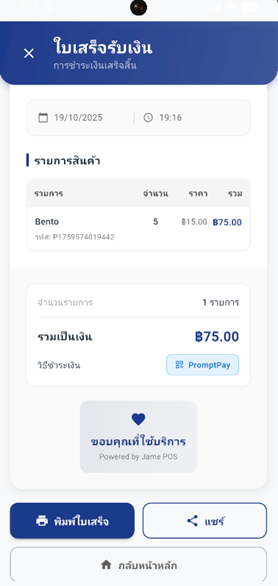 ใบเสร็จรับเงิน
การชำระเงินเสร็จสิ้น
19/10/2025 19:16
รายการสินค้า
รายการ จำนวน ราคา รวม
Bento 5 ฿15.00 ฿75.00
รหัส: P1759574019442
จำนวนรายการ 1 รายการ
รวมเป็นเงิน ฿75.00
วิธีชำระเงิน PromptPay
ขอบคุณที่ใช้บริการ
Powered by Jame POS
พิมพ์ใบเสร็จ แชร์
กลับหน้าหลัก